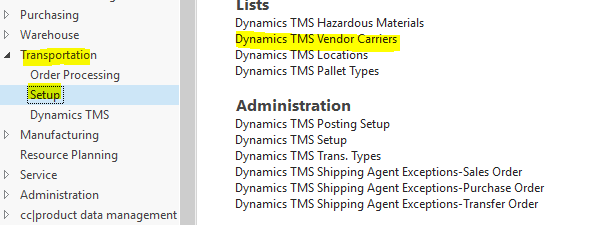 Purchasing
Warehouse
Transportation
Order Processing
Setup
Dynamics TMS
Manufacturing
Resource Planning
Service
Administration
cc|product data management
Lists
Dynamics TMS Hazardous Materials
Dynamics TMS Vendor Carriers
Dynamics TMS Locations
Dynamics TMS Pallet Types
Administration
Dynamics TMS Posting Setup
Dynamics TMS Setup
Dynamics TMS Trans. Types
Dynamics TMS Shipping Agent Exceptions-Sales Order
Dynamics TMS Shipping Agent Exceptions-Purchase Order
Dynamics TMS Shipping Agent Exceptions-Transfer Order